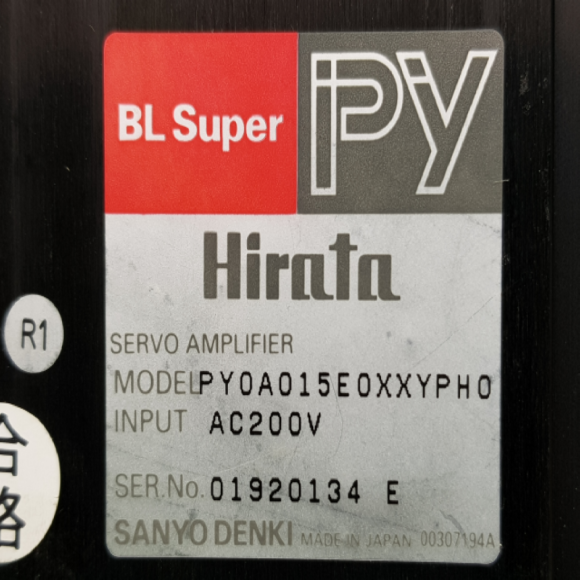 BL Super PY
Hirata
R1
SERVO AMPLIFIER
MODEL PY0A015E0XXYPH0
INPUT AC200V
SER.No. 01920134 E
合格
SANYO DENKI MADE IN JAPAN 00307194A